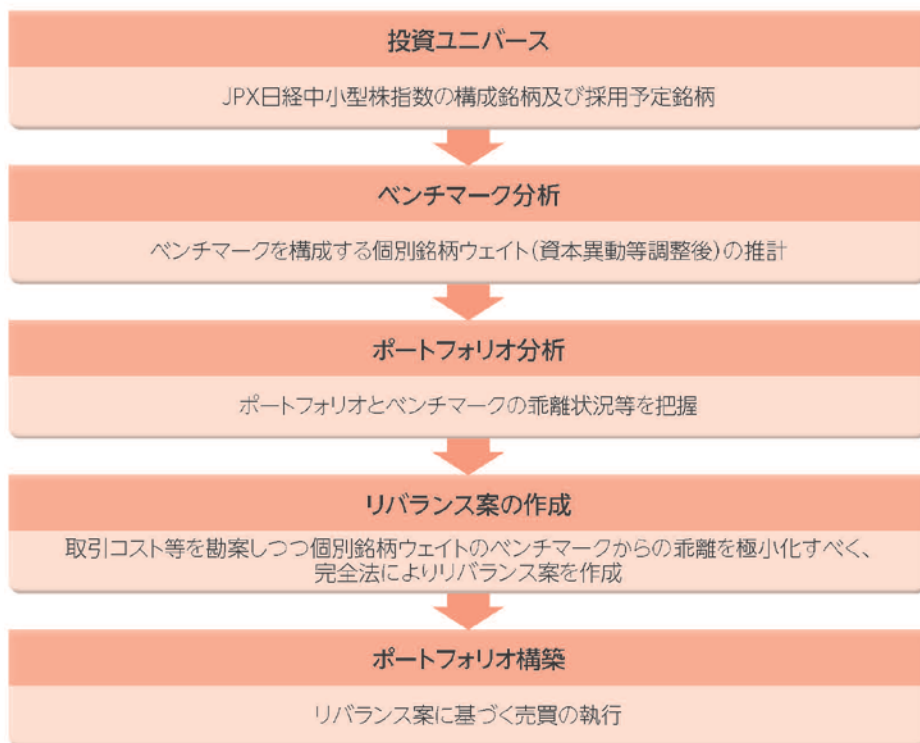 投資ユニバース
JPX日経中小型株指数の構成銘柄及び採用予定銘柄
ベンチマーク分析
ベンチマークを構成する個別銘柄ウェイト(資本異動等調整後)の推計
ポートフォリオ分析
ポートフォリオとベンチマークの乖離状況等を把握
リバランス案の作成
取引コスト等を勘案しつつ個別銘柄ウェイトのベンチマークからの乖離を極小化すべく、
完全法によりリバランス案を作成
ポートフォリオ構築
リバランス案に基づく売買の執行